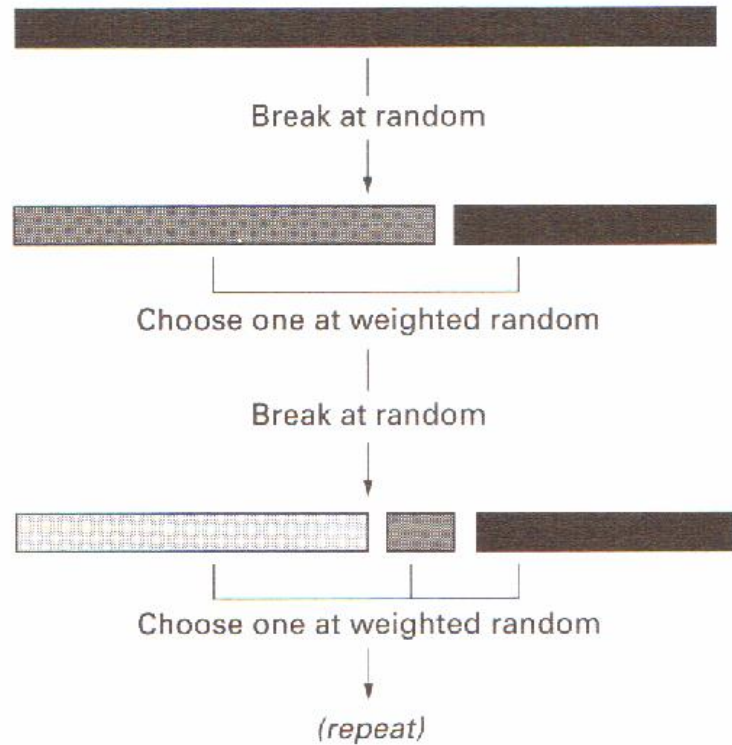 Break at random
Choose one at weighted random
Break at random
Choose one at weighted random
(repeat)